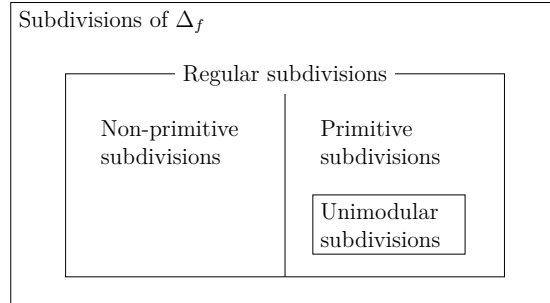 Subdivisions of Δ_f
Regular subdivisions
Non-primitive
subdivisions
Primitive
subdivisions
Unimodular
subdivisions